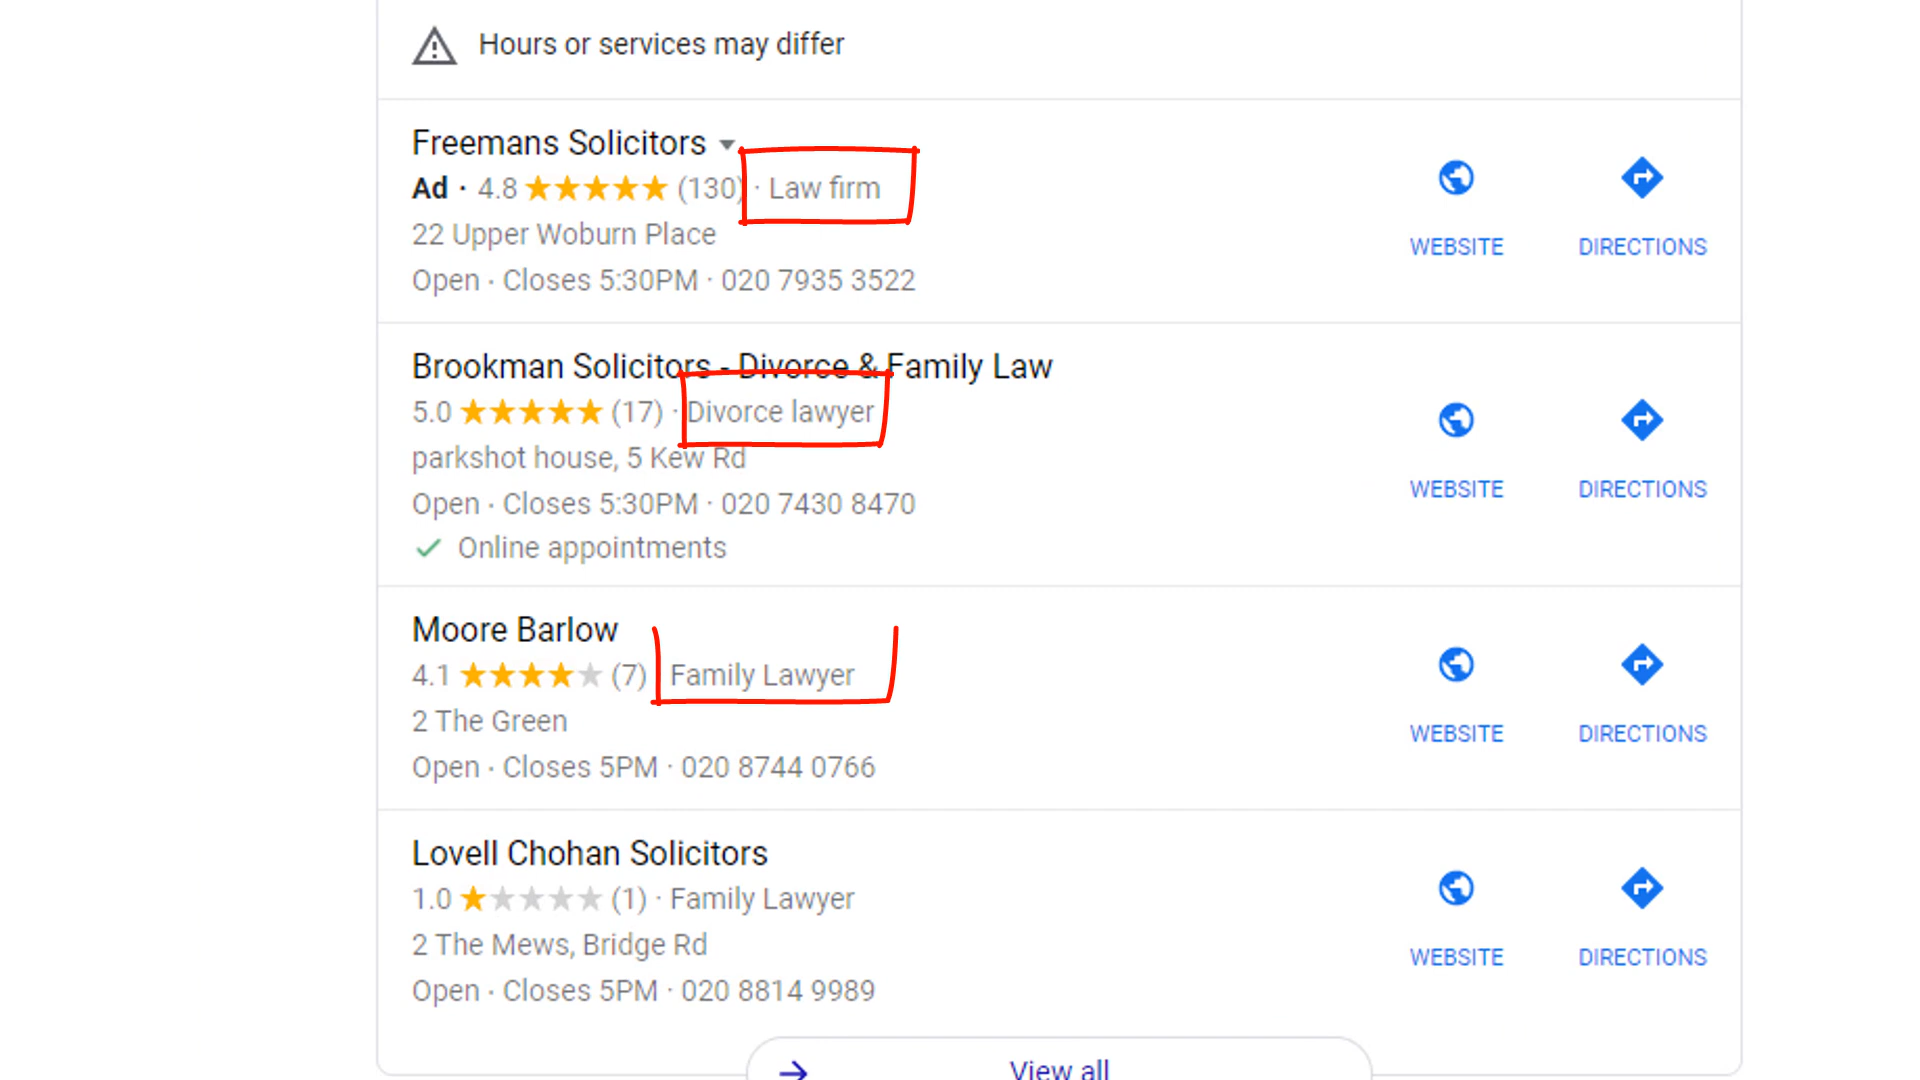 Hours or services may differ
Freemans Solicitors
Ad · 4.8 (130) · Law firm
22 Upper Woburn Place
Open · Closes 5:30PM · 020 7935 3522
WEBSITE
DIRECTIONS
Brookman Solicitors - Divorce & Family Law
5.0 (17) · Divorce lawyer
parkshot house, 5 Kew Rd
Open · Closes 5:30PM · 020 7430 8470
Online appointments
WEBSITE
DIRECTIONS
Moore Barlow
4.1 (7) Family Lawyer
2 The Green
Open · Closes 5PM · 020 8744 0766
WEBSITE
DIRECTIONS
Lovell Chohan Solicitors
1.0 (1) · Family Lawyer
2 The Mews, Bridge Rd
Open · Closes 5PM · 020 8814 9989
WEBSITE
DIRECTIONS
View all